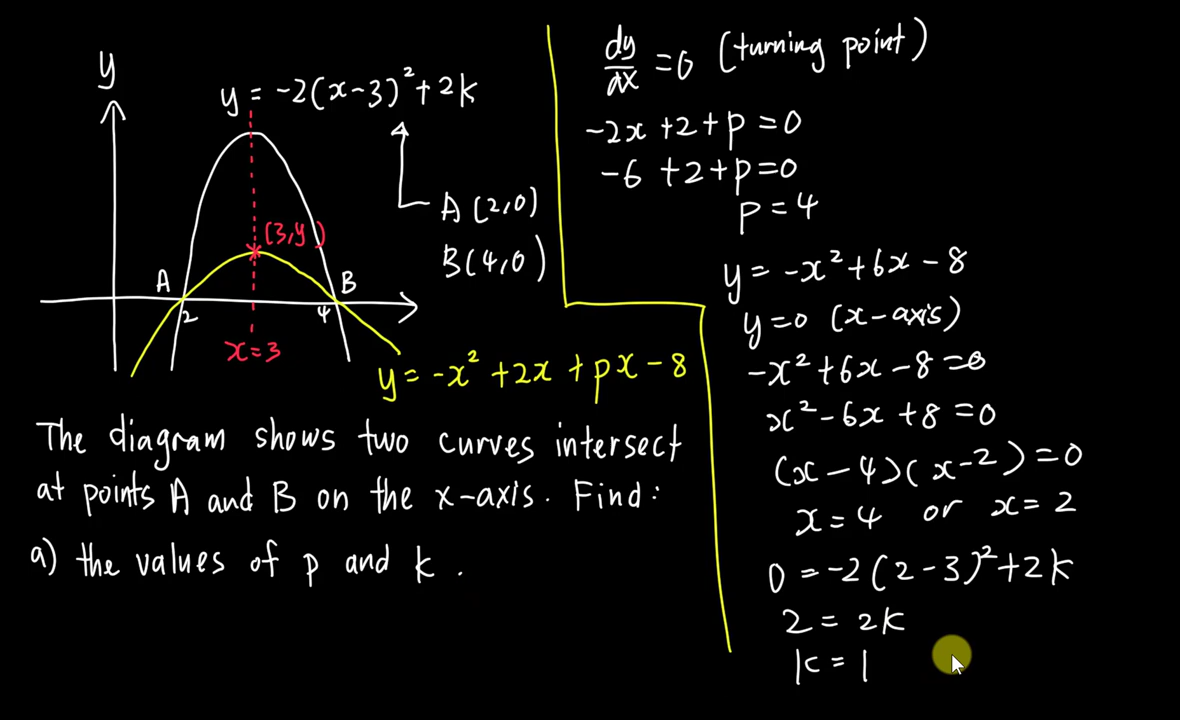 y
y = -2(x-3)² + 2k
A (2,0)
B(4,0)
(3,y)
A
B
2
4
x=3
y = -x² + 2x + px - 8
The diagram shows two curves intersect
at points A and B on the x-axis. Find:
a) the values of p and k.
dy/dx = 0 (turning point)
-2x + 2 + p = 0
-6 + 2 + p = 0
p = 4
y = -x² + 6x - 8
y = 0 (x-axis)
-x² + 6x - 8 = 0
x² - 6x + 8 = 0
(x - 4)(x - 2) = 0
x = 4 or x = 2
0 = -2(2-3)² + 2k
2 = 2k
k = 1